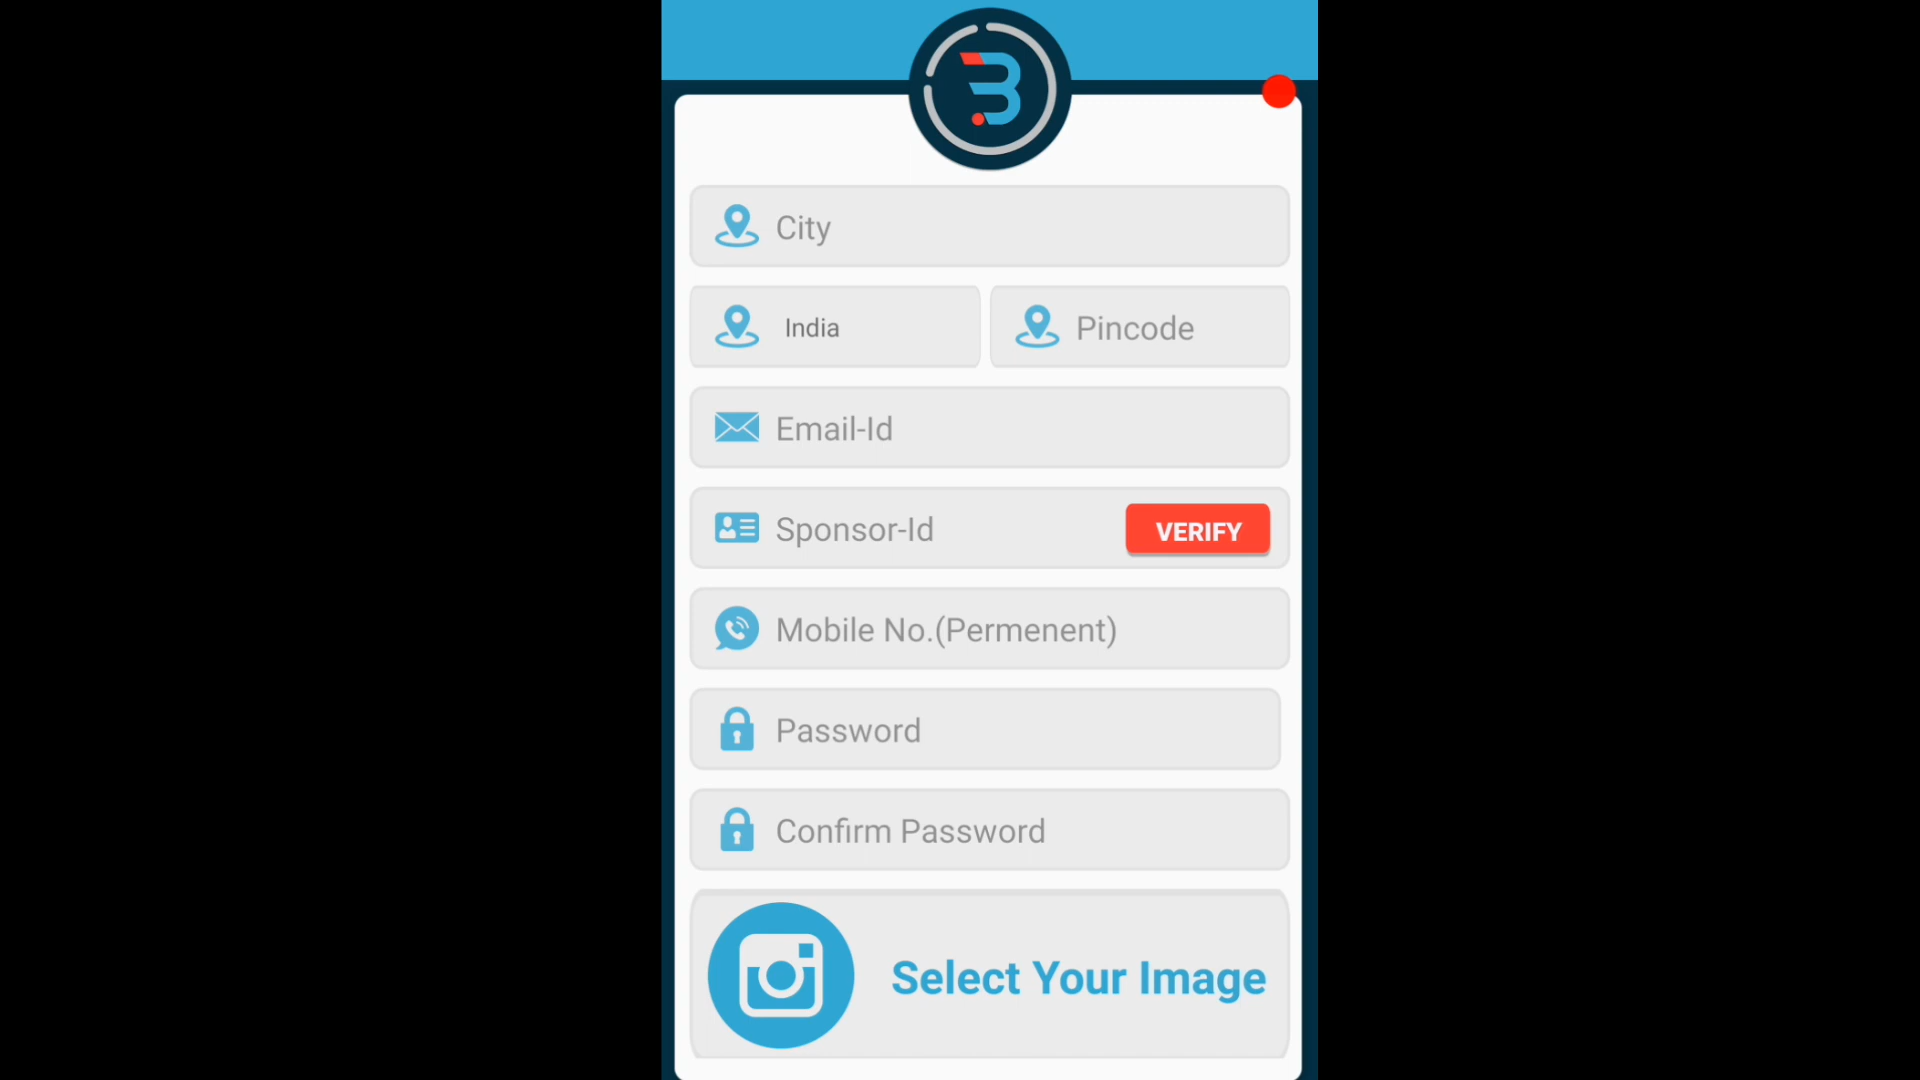 City
India
Pincode
Email-Id
Sponsor-Id
VERIFY
Mobile No.(Permenent)
Password
Confirm Password
Select Your Image